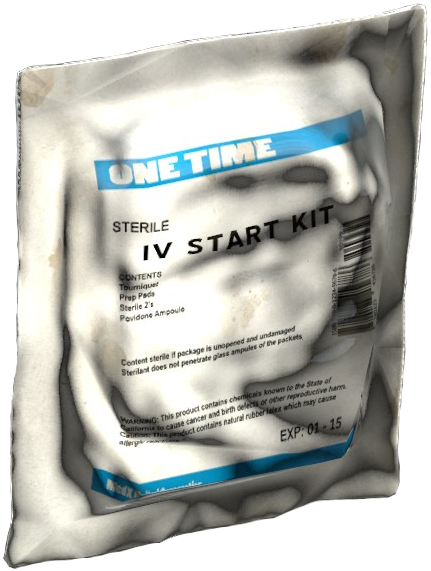 ONE TIME
STERILE
IV START KIT
CONTENTS
Tourniquet
Prep Pads
Sterile 2's
Povidone Ampoule
Content sterile if package is unopened and undamaged
Sterilant does not penetrate glass ampules of the packets
WARNING: This product contains chemicals known to the State of
California to cause cancer and birth defects or other reproductive harm.
Caution: This product contains natural rubber latex which may cause
allergic
EXP: 01 - 15